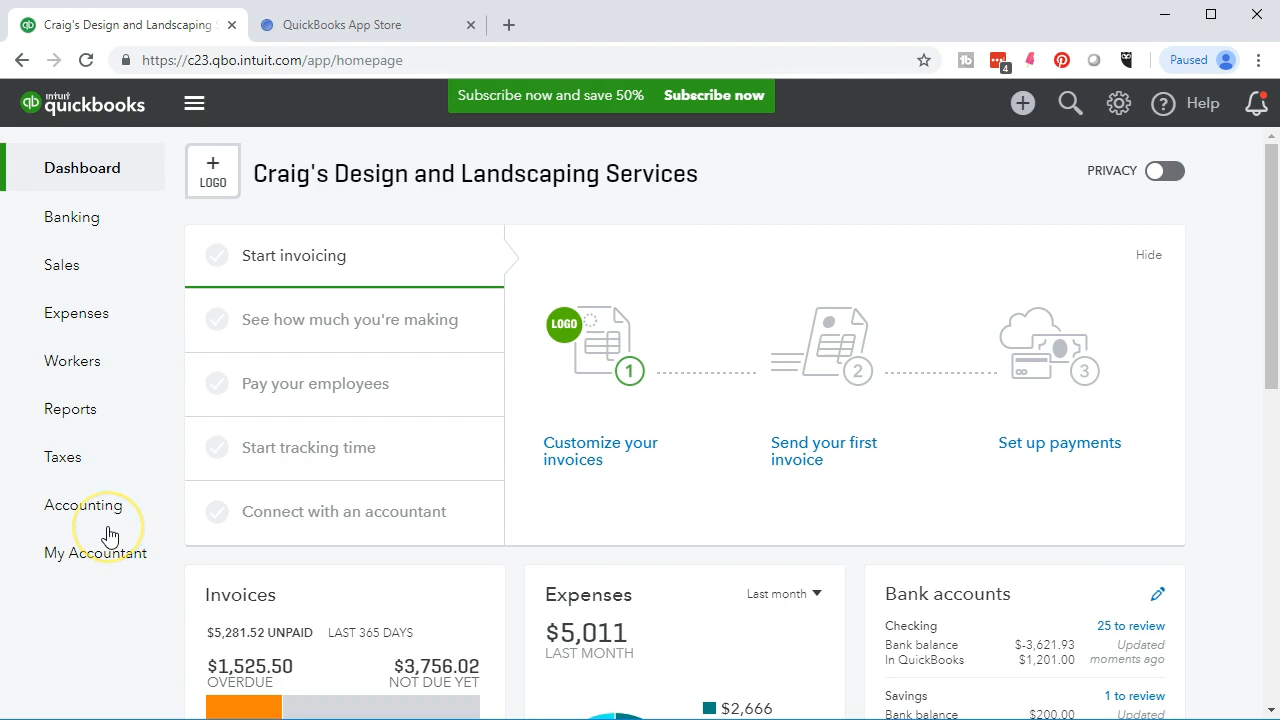 Craig's Design and Landscaping S
QuickBooks App Store
https://c23.qbo.intuit.com/app/homepage
4
Paused
intuit
quickbooks
Subscribe now and save 50% Subscribe now
Help
Dashboard
Banking
Sales
Expenses
Workers
Reports
Taxes
Accounting
My Accountant
+
LOGO
Craig's Design and Landscaping Services
PRIVACY
Start invoicing
See how much you're making
Pay your employees
Start tracking time
Connect with an accountant
Hide
LOGO
1
2
3
Customize your
invoices
Send your first
invoice
Set up payments
Invoices
$5,281.52 UNPAID LAST 365 DAYS
$1,525.50 $3,756.02
OVERDUE NOT DUE YET
Expenses Last month
$5,011
LAST MONTH
$2,666
Bank accounts
Checking 25 to review
Bank balance $-3,621.93 Updated
In QuickBooks $1,201.00 moments ago
Savings 1 to review
Bank balance $200.00 Updated